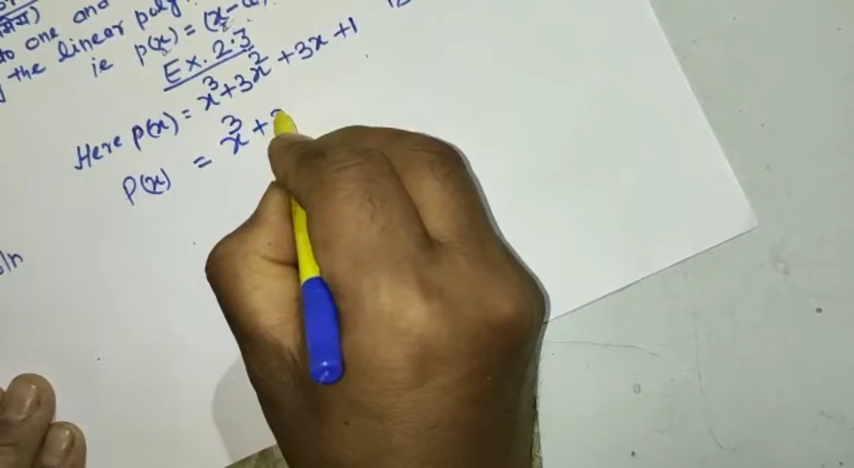 to one and
the linear poly
ie p(x) = (x-a
Ex. 2.3
Here p(x) = x³ + 3x² + 3x + 1
p(x) = x³ +